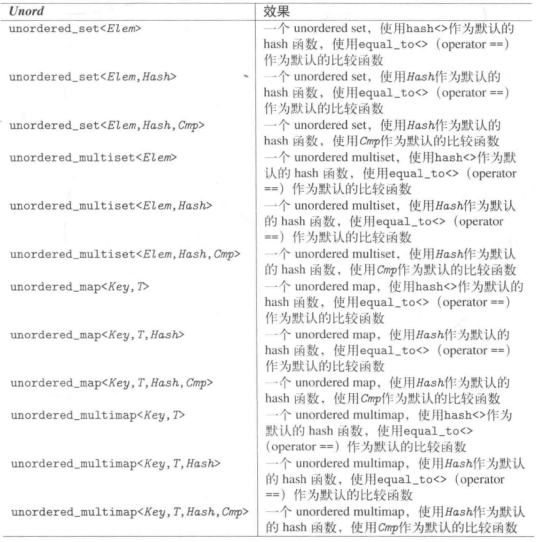 Unord 效果
unordered_set<Elem> 一个 unordered set，使用hash<>作为默认的
hash 函数，使用equal_to<>（operator ==）
作为默认的比较函数
unordered_set<Elem,Hash> 一个 unordered set，使用Hash作为默认的
hash 函数，使用equal_to<>（operator ==）
作为默认的比较函数
unordered_set<Elem,Hash,Cmp> 一个 unordered set，使用Hash作为默认的
hash 函数，使用Cmp作为默认的比较函数
unordered_multiset<Elem> 一个 unordered multiset，使用hash<>作为默
认的 hash 函数，使用equal_to<>（operator
==）作为默认的比较函数
unordered_multiset<Elem,Hash> 一个 unordered multiset，使用Hash作为默认
的 hash 函数，使用equal_to<>（operator
==）作为默认的比较函数
unordered_multiset<Elem,Hash,Cmp> 一个 unordered multiset，使用Hash作为默认
的 hash 函数，使用Cmp作为默认的比较函数
unordered_map<Key,T> 一个 unordered map，使用hash<>作为默认的
hash 函数，使用equal_to<>（operator ==）
作为默认的比较函数
unordered_map<Key,T,Hash> 一个 unordered map，使用Hash作为默认的
hash 函数，使用equal_to<>（operator ==）
作为默认的比较函数
unordered_map<Key,T,Hash,Cmp> 一个 unordered map，使用Hash作为默认的
hash 函数，使用Cmp作为默认的比较函数
unordered_multimap<Key,T> 一个 unordered multimap，使用hash<>作为
默认的 hash 函数，使用equal_to<>
（operator ==）作为默认的比较函数
unordered_multimap<Key,T,Hash> 一个 unordered multimap，使用Hash作为默认
的 hash 函数，使用equal_to<>（operator
==）作为默认的比较函数
unordered_multimap<Key,T,Hash,Cmp> 一个 unordered multimap，使用Hash作为默认
的 hash 函数，使用Cmp作为默认的比较函数